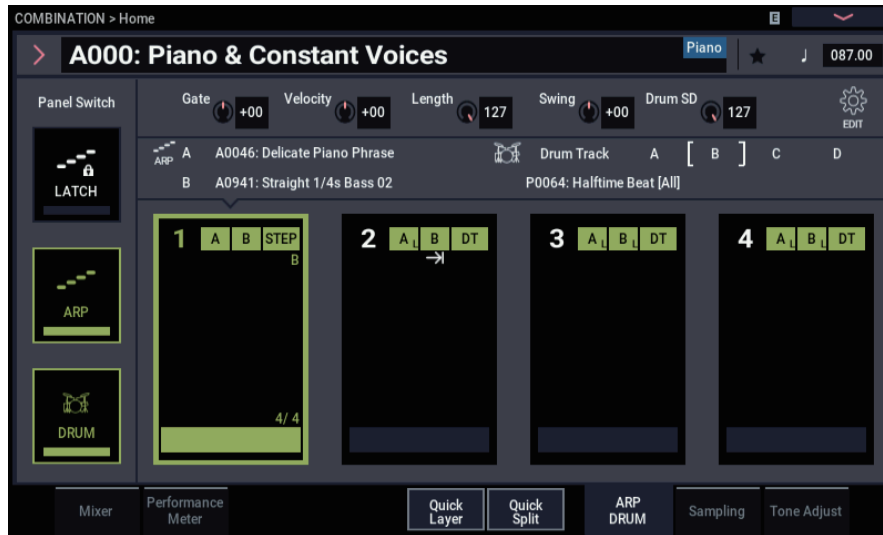 COMBINATION > Home
E
A000: Piano & Constant Voices
Piano
♩ 087.00
Panel Switch
Gate +00 Velocity +00 Length 127 Swing +00 Drum SD 127
EDIT
ARP A A0046: Delicate Piano Phrase
Drum Track A [ B ] C D
B A0941: Straight 1/4s Bass 02
P0064: Halftime Beat [All]
LATCH
ARP
DRUM
1 A B STEP
B
4/ 4
2 A L B DT
3 A L B L DT
4 A L B L DT
Mixer
Performance
Meter
Quick
Layer
Quick
Split
ARP
DRUM
Sampling
Tone Adjust